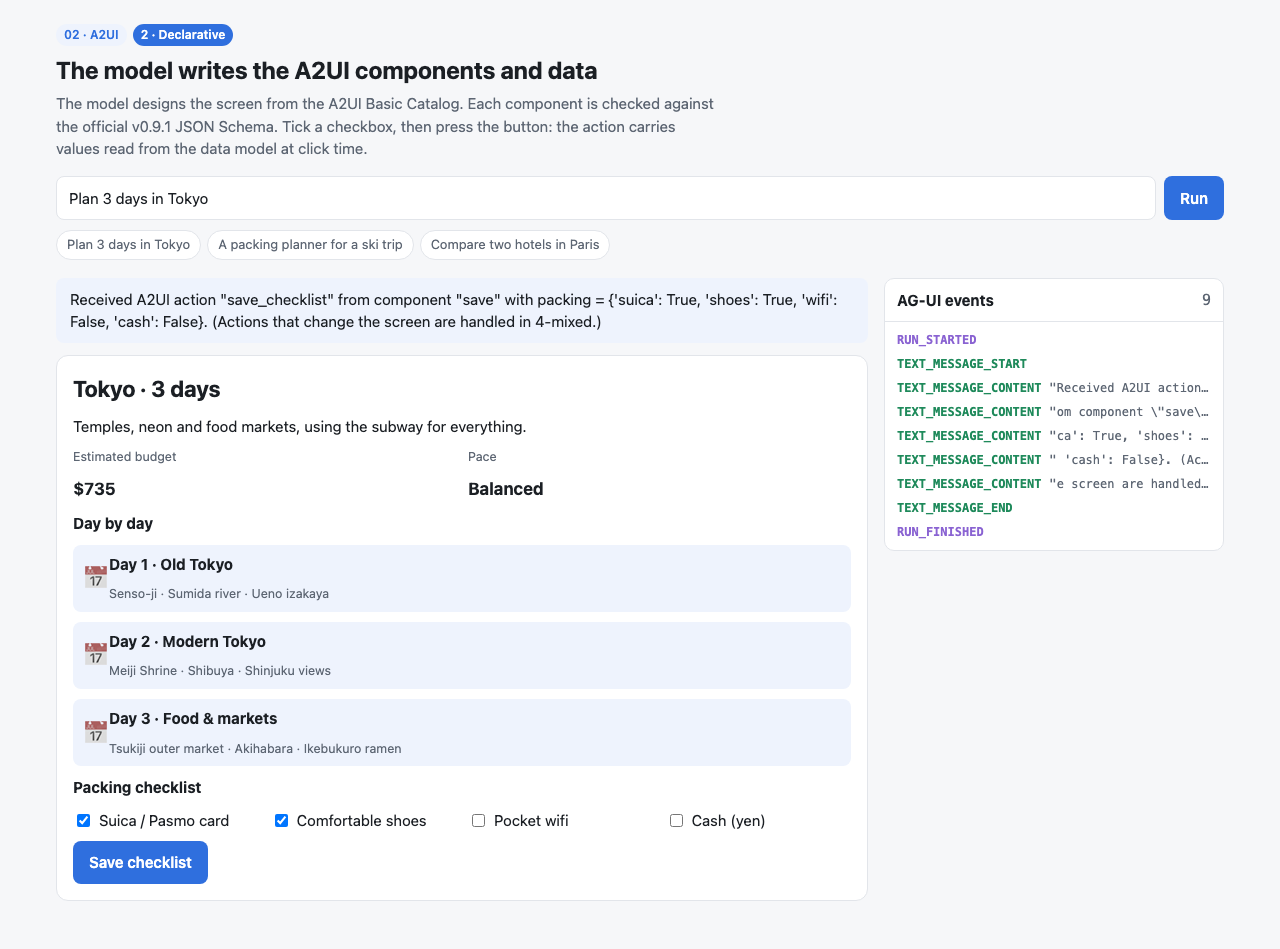 02 · A2UI
2 · Declarative
The model writes the A2UI components and data
The model designs the screen from the A2UI Basic Catalog. Each component is checked against
the official v0.9.1 JSON Schema. Tick a checkbox, then press the button: the action carries
values read from the data model at click time.
Plan 3 days in Tokyo
Run
Plan 3 days in Tokyo
A packing planner for a ski trip
Compare two hotels in Paris
Received A2UI action "save_checklist" from component "save" with packing = {'suica': True, 'shoes': True, 'wifi':
False, 'cash': False}. (Actions that change the screen are handled in 4-mixed.)
Tokyo · 3 days
Temples, neon and food markets, using the subway for everything.
Estimated budget
Pace
$735
Balanced
Day by day
17
Day 1 · Old Tokyo
Senso-ji · Sumida river · Ueno izakaya
17
Day 2 · Modern Tokyo
Meiji Shrine · Shibuya · Shinjuku views
17
Day 3 · Food & markets
Tsukiji outer market · Akihabara · Ikebukuro ramen
Packing checklist
Suica / Pasmo card
Comfortable shoes
Pocket wifi
Cash (yen)
Save checklist
AG-UI events
9
RUN_STARTED
TEXT_MESSAGE_START
TEXT_MESSAGE_CONTENT "Received A2UI action…
TEXT_MESSAGE_CONTENT "om component \"save\…
TEXT_MESSAGE_CONTENT "ca': True, 'shoes': …
TEXT_MESSAGE_CONTENT " 'cash': False}. (Ac…
TEXT_MESSAGE_CONTENT "e screen are handled…
TEXT_MESSAGE_END
RUN_FINISHED